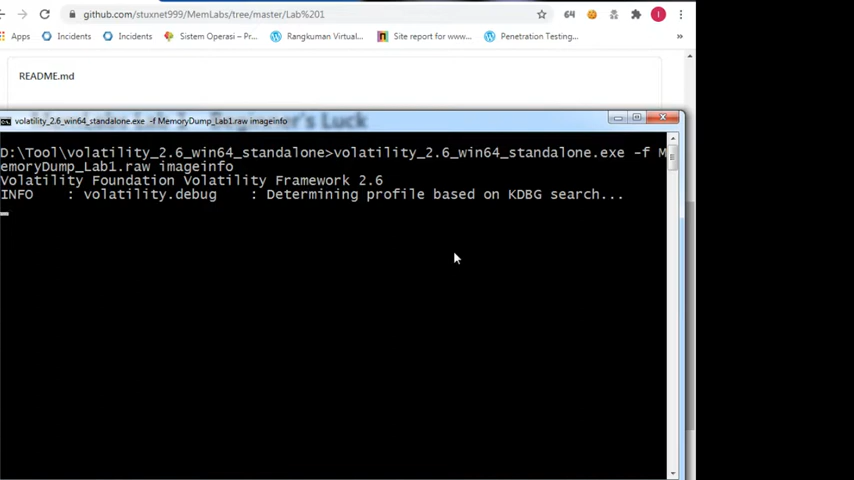 github.com/stuxnet999/MemLabs/tree/master/Lab%201
64
Apps Incidents Incidents Sistem Operasi – Pr... Rangkuman Virtual... Site report for www... Penetration Testing... »
README.md
volatility_2.6_win64_standalone.exe -f MemoryDump_Lab1.raw imageinfo
Luck
D:\Tool\volatility_2.6_win64_standalone>volatility_2.6_win64_standalone.exe -f M
emoryDump_Lab1.raw imageinfo
Volatility Foundation Volatility Framework 2.6
INFO    : volatility.debug    : Determining profile based on KDBG search...